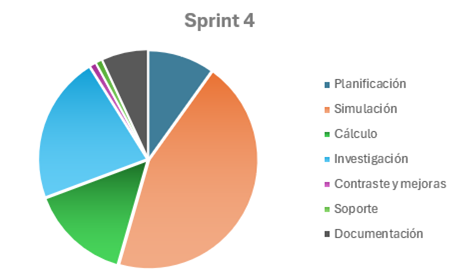 Sprint 4
Planificación
Simulación
Cálculo
Investigación
Contraste y mejoras
Soporte
Documentación